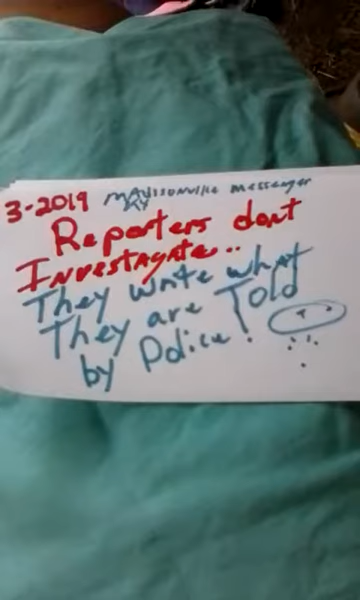 3-2019 MADisonville messenger
KY
Reporters dont
Investagate..
They write what
They are Told
by Police!